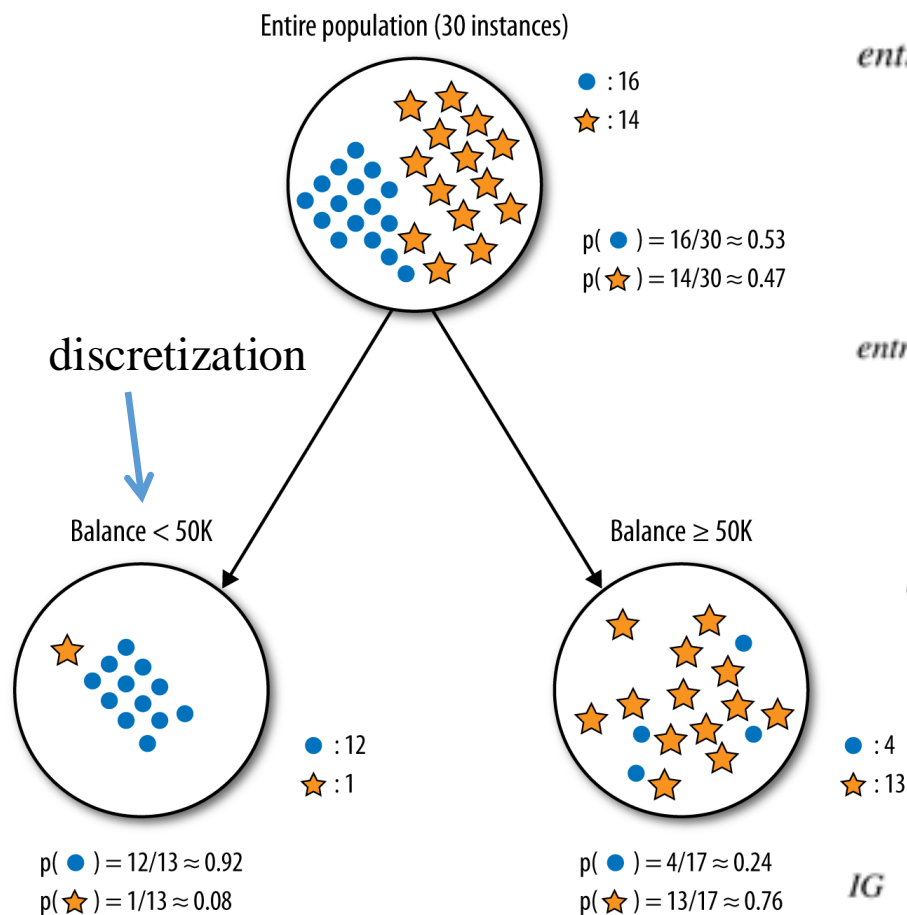 Entire population (30 instances)
: 16
: 14
p( ) = 16/30 ≈ 0.53
p( ) = 14/30 ≈ 0.47
discretization
Balance < 50K
Balance ≥ 50K
: 12
: 1
: 4
: 13
p( ) = 12/13 ≈ 0.92
p( ) = 1/13 ≈ 0.08
p( ) = 4/17 ≈ 0.24
p( ) = 13/17 ≈ 0.76
IG